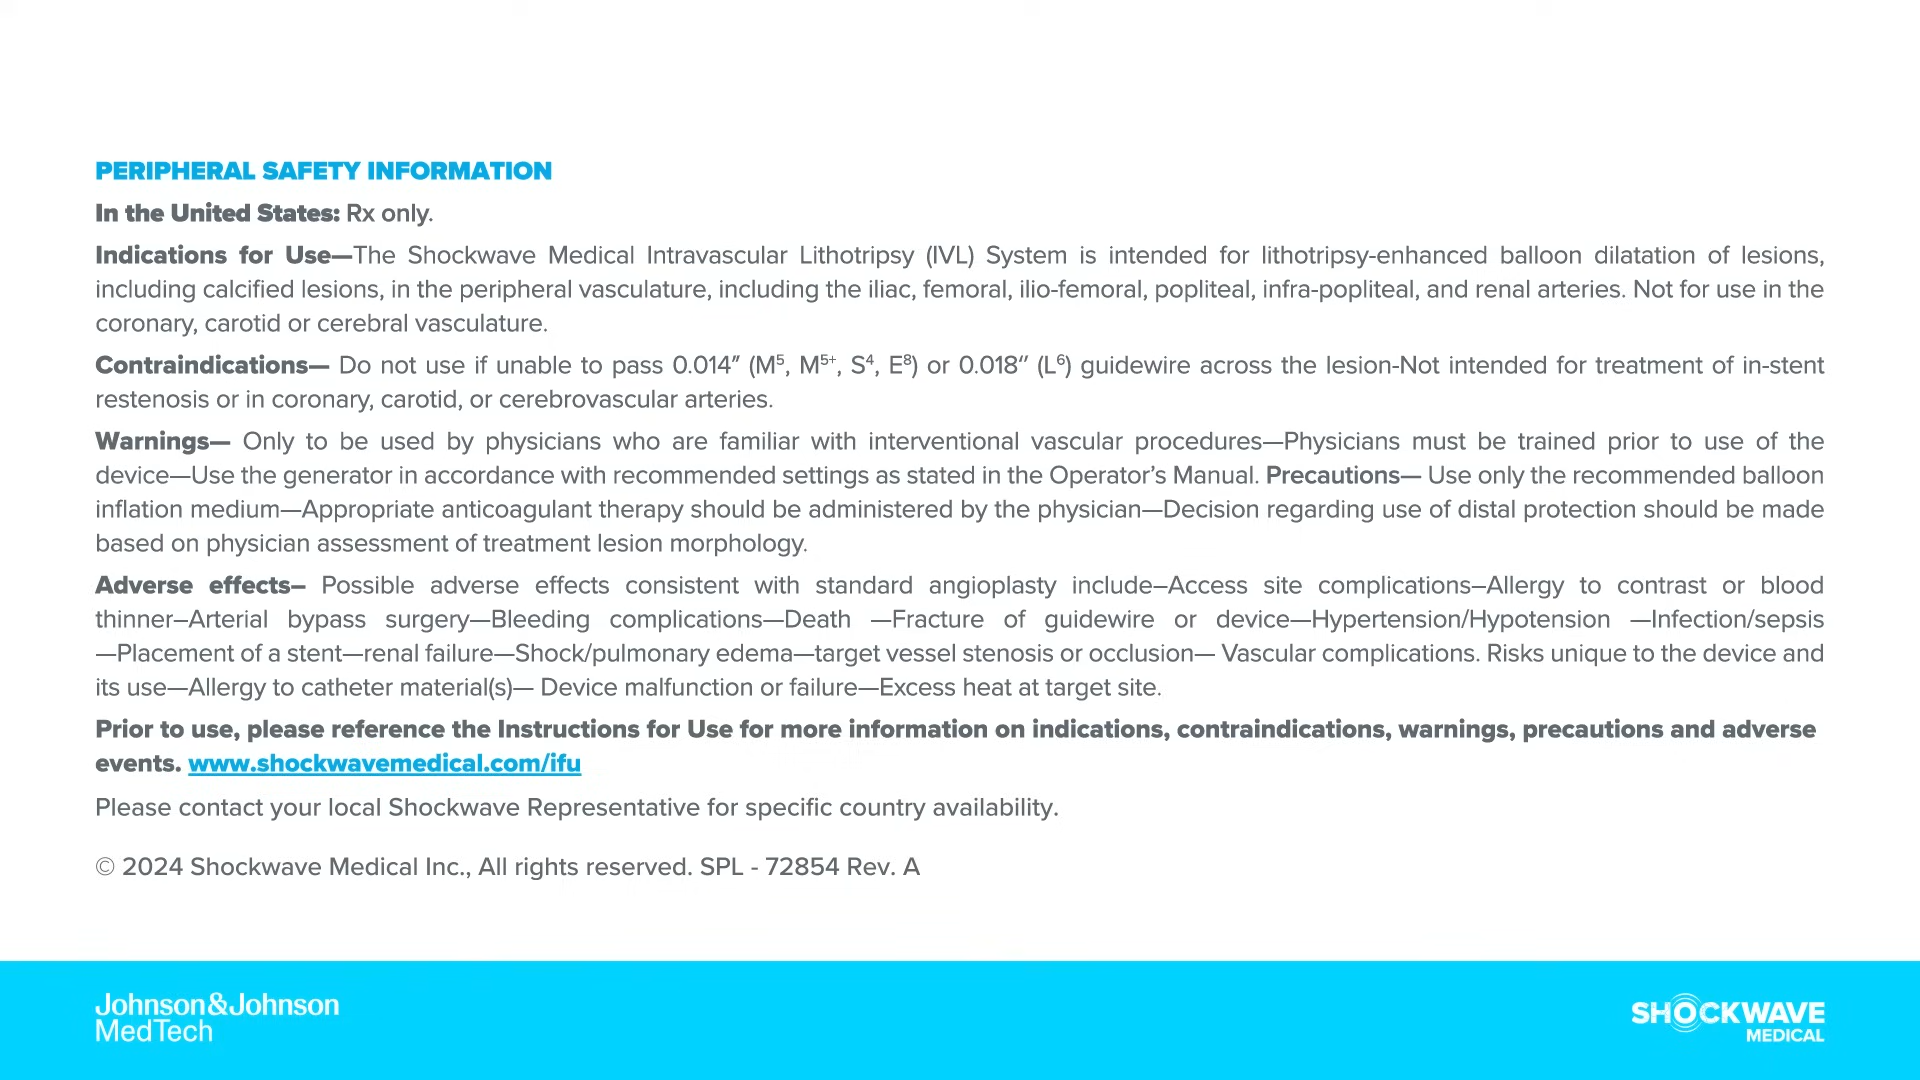 PERIPHERAL SAFETY INFORMATION
In the United States: Rx only.
Indications for Use—The Shockwave Medical Intravascular Lithotripsy (IVL) System is intended for lithotripsy-enhanced balloon dilatation of lesions,
including calcified lesions, in the peripheral vasculature, including the iliac, femoral, ilio-femoral, popliteal, infra-popliteal, and renal arteries. Not for use in the
coronary, carotid or cerebral vasculature.
Contraindications— Do not use if unable to pass 0.014″ (M⁵, M⁵⁺, S⁴, E⁸) or 0.018″ (L⁶) guidewire across the lesion-Not intended for treatment of in-stent
restenosis or in coronary, carotid, or cerebrovascular arteries.
Warnings— Only to be used by physicians who are familiar with interventional vascular procedures—Physicians must be trained prior to use of the
device—Use the generator in accordance with recommended settings as stated in the Operator’s Manual. Precautions— Use only the recommended balloon
inflation medium—Appropriate anticoagulant therapy should be administered by the physician—Decision regarding use of distal protection should be made
based on physician assessment of treatment lesion morphology.
Adverse effects– Possible adverse effects consistent with standard angioplasty include–Access site complications–Allergy to contrast or blood
thinner–Arterial bypass surgery—Bleeding complications—Death —Fracture of guidewire or device—Hypertension/Hypotension —Infection/sepsis
—Placement of a stent—renal failure—Shock/pulmonary edema—target vessel stenosis or occlusion— Vascular complications. Risks unique to the device and
its use—Allergy to catheter material(s)— Device malfunction or failure—Excess heat at target site.
Prior to use, please reference the Instructions for Use for more information on indications, contraindications, warnings, precautions and adverse
events. www.shockwavemedical.com/ifu
Please contact your local Shockwave Representative for specific country availability.
© 2024 Shockwave Medical Inc., All rights reserved. SPL - 72854 Rev. A
Johnson&Johnson
MedTech
SHOCKWAVE
MEDICAL